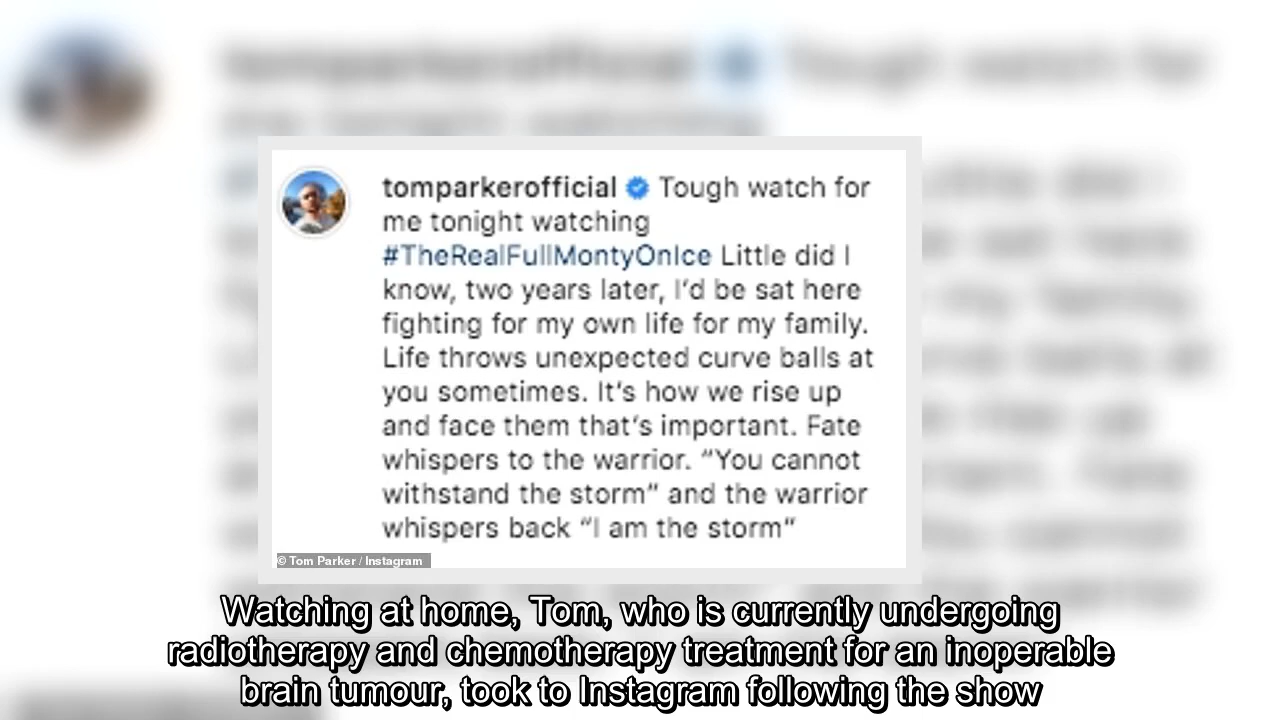 tomparkerofficial Tough watch for
me tonight watching
#TheRealFullMontyOnIce Little did I
know, two years later, I'd be sat here
fighting for my own life for my family.
Life throws unexpected curve balls at
you sometimes. It's how we rise up
and face them that's important. Fate
whispers to the warrior. “You cannot
withstand the storm” and the warrior
whispers back “I am the storm”
© Tom Parker / Instagram
Watching at home, Tom, who is currently undergoing
radiotherapy and chemotherapy treatment for an inoperable
brain tumour, took to Instagram following the show